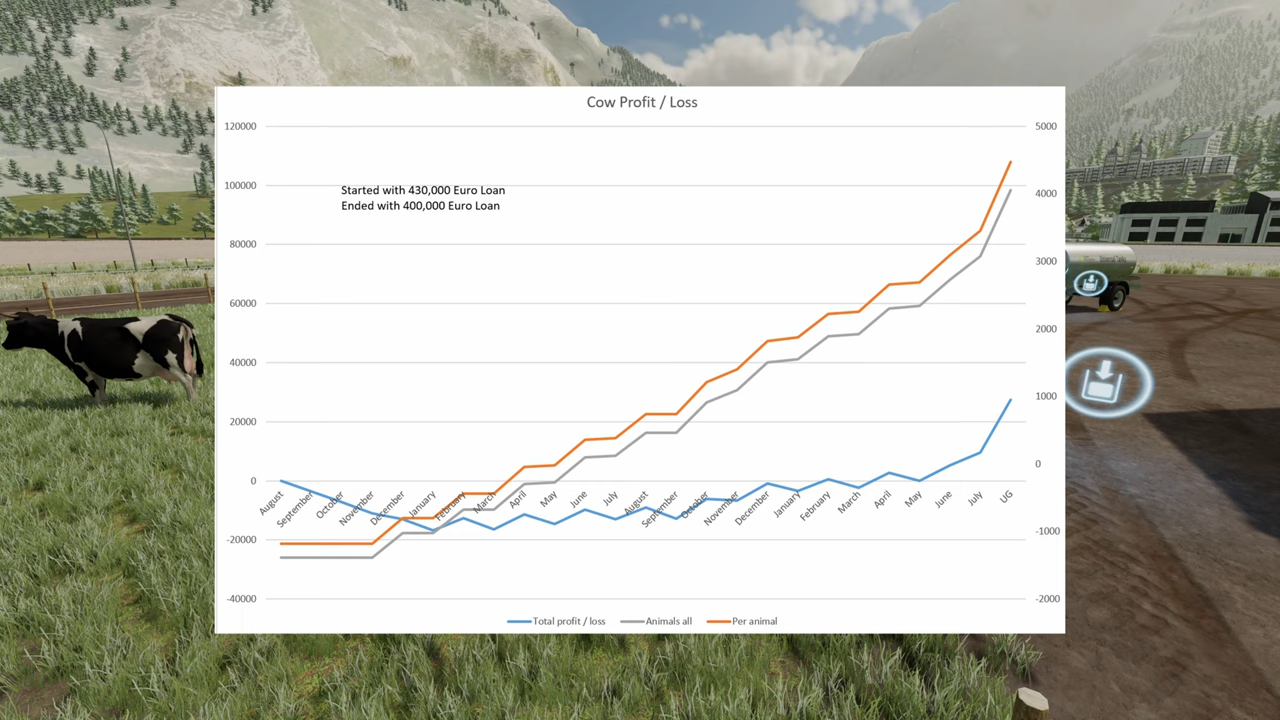 Cow Profit / Loss
120000
100000
80000
60000
40000
20000
0
-20000
-40000
5000
4000
3000
2000
1000
0
-1000
-2000
Started with 430,000 Euro Loan
Ended with 400,000 Euro Loan
August
September
October
November
December
January
February
March
April
May
June
July
August
September
October
November
December
January
February
March
April
May
June
July
UG
Total profit / loss
Animals all
Per animal